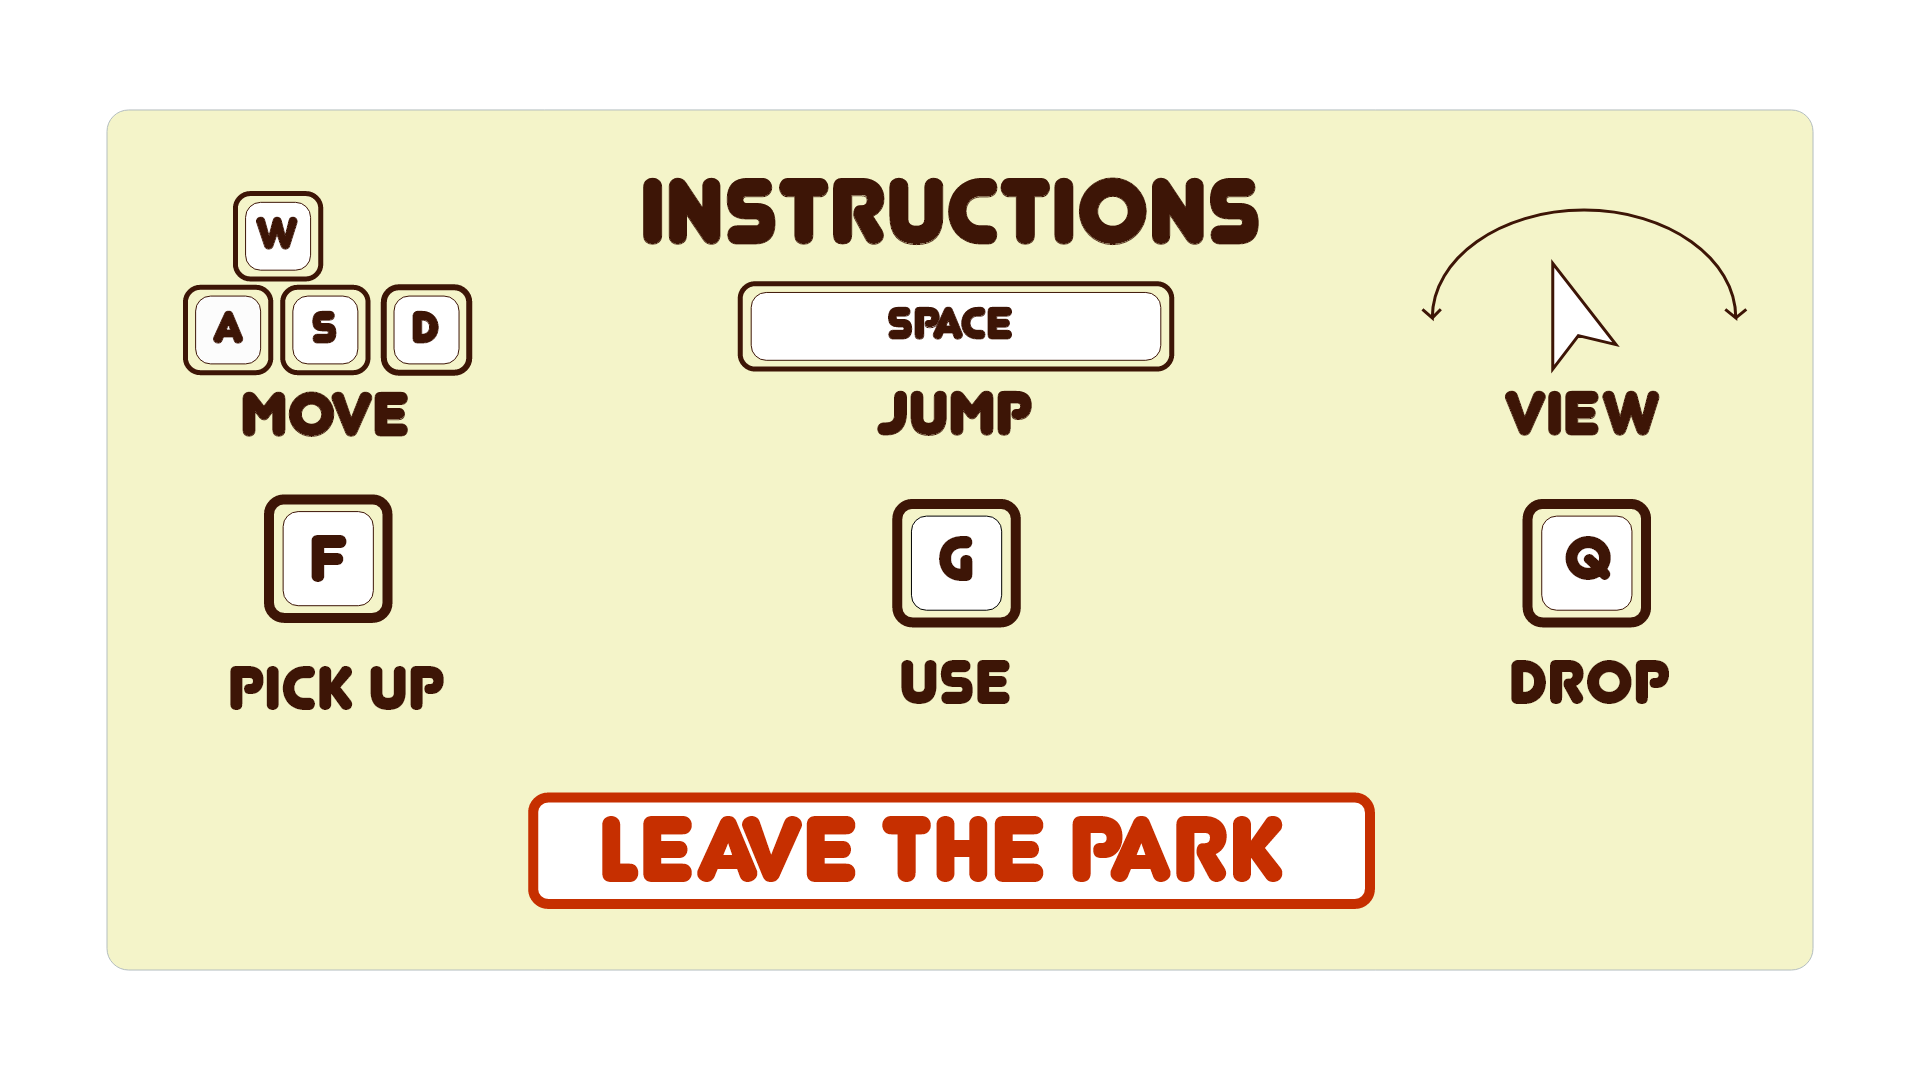 INSTRUCTIONS
W
A S D
MOVE
SPACE
JUMP
VIEW
F
PICK UP
G
USE
Q
DROP
LEAVE THE PARK